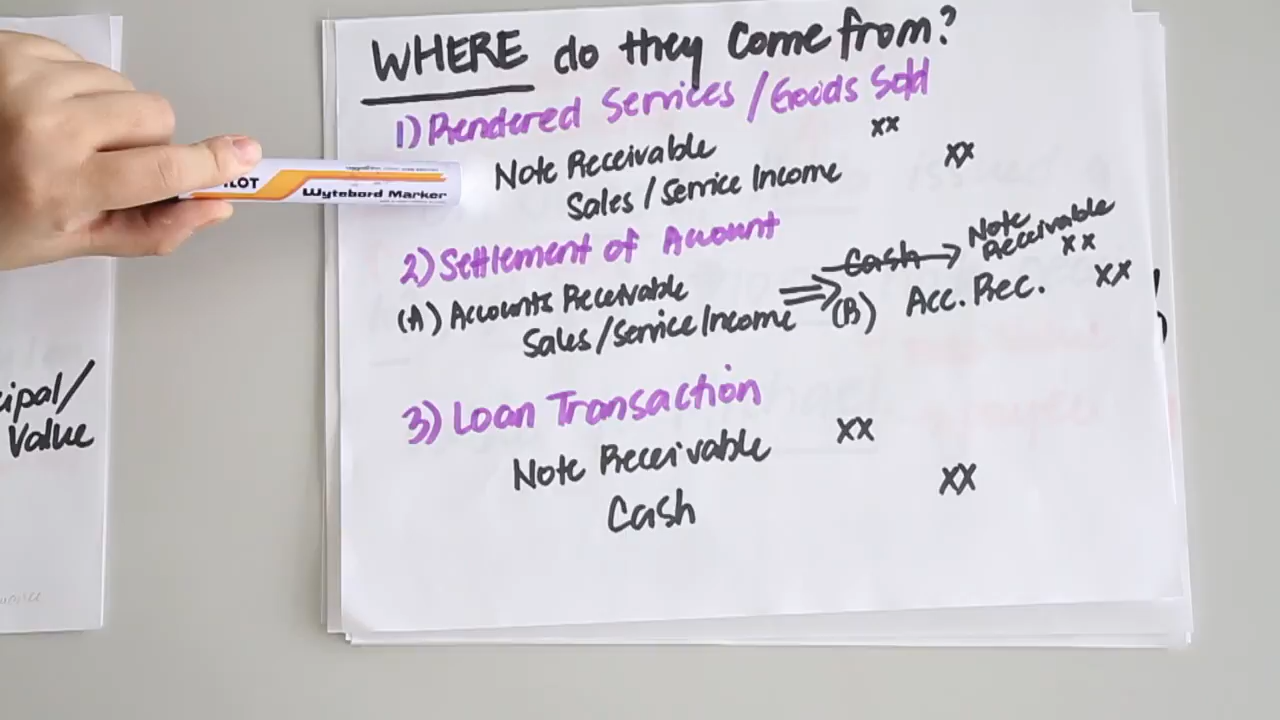 WHERE do they come from?
1) Rendered Services / Goods Sold
Note Receivable xx
Sales / Service Income xx
2) Settlement of Account
(A) Accounts Receivable
Sales / Service Income
Cash → Note Receivable xx
⇒ (B) Acc. Rec. xx
3) Loan Transaction
Note Receivable xx
Cash xx
Value
Wytebord Marker